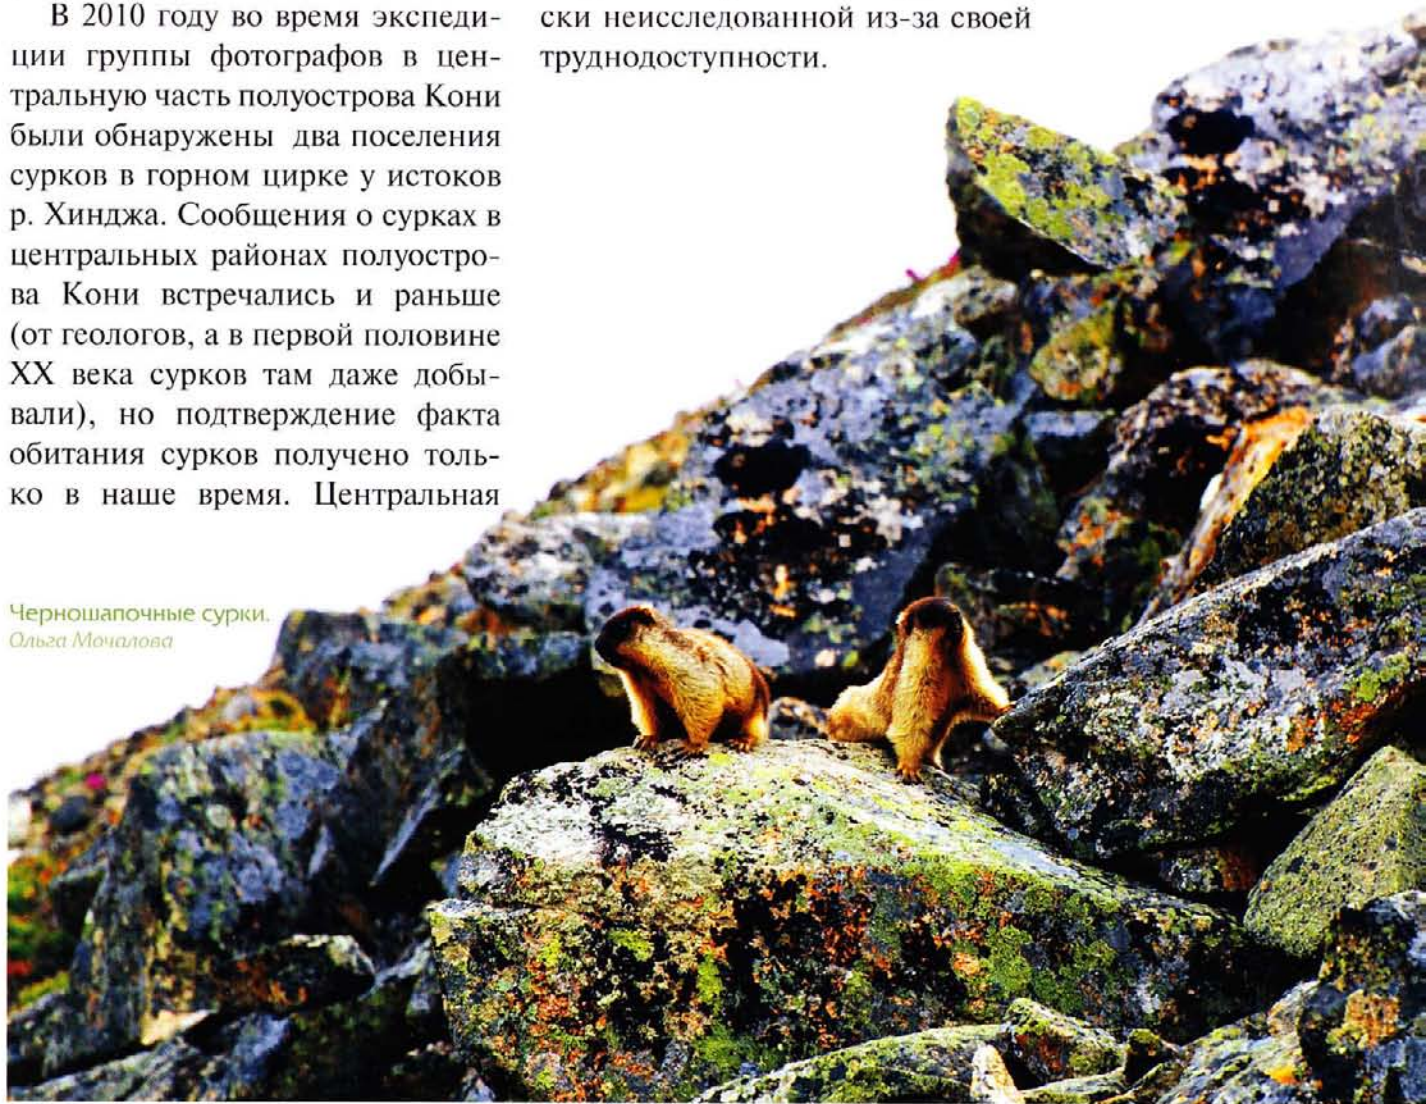 В 2010 году во время экспеди-
ции группы фотографов в цен-
тральную часть полуострова Кони
были обнаружены два поселения
сурков в горном цирке у истоков
р. Хинджа. Сообщения о сурках в
центральных районах полуостро-
ва Кони встречались и раньше
(от геологов, а в первой половине
XX века сурков там даже добы-
вали), но подтверждение факта
обитания сурков получено толь-
ко в наше время. Центральная
ски неисследованной из-за своей
труднодоступности.
Черношапочные сурки.
Ольга Мочалова